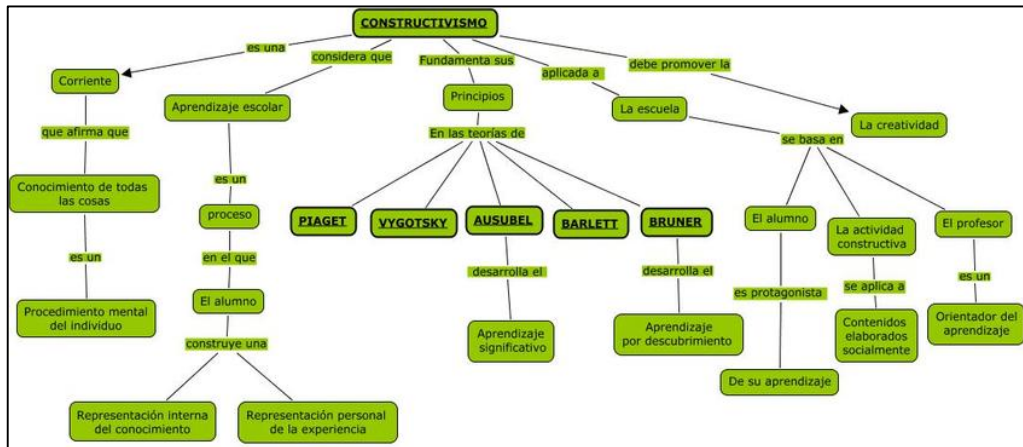 CONSTRUCTIVISMO
es una
considera que
Fundamenta sus
aplicada a
debe promover la
Corriente
Aprendizaje escolar
Principios
La escuela
La creatividad
que afirma que
En las teorías de
se basa en
Conocimiento de todas
las cosas
es un
proceso
PIAGET
VYGOTSKY
AUSUBEL
BARLETT
BRUNER
El alumno
La actividad
constructiva
El profesor
es un
en el que
desarrolla el
desarrolla el
es protagonista
se aplica a
es un
Procedimiento mental
del individuo
El alumno
Aprendizaje
significativo
Aprendizaje
por descubrimiento
Contenidos
elaborados
socialmente
Orientador del
aprendizaje
construye una
De su aprendizaje
Representación interna
del conocimiento
Representación personal
de la experiencia